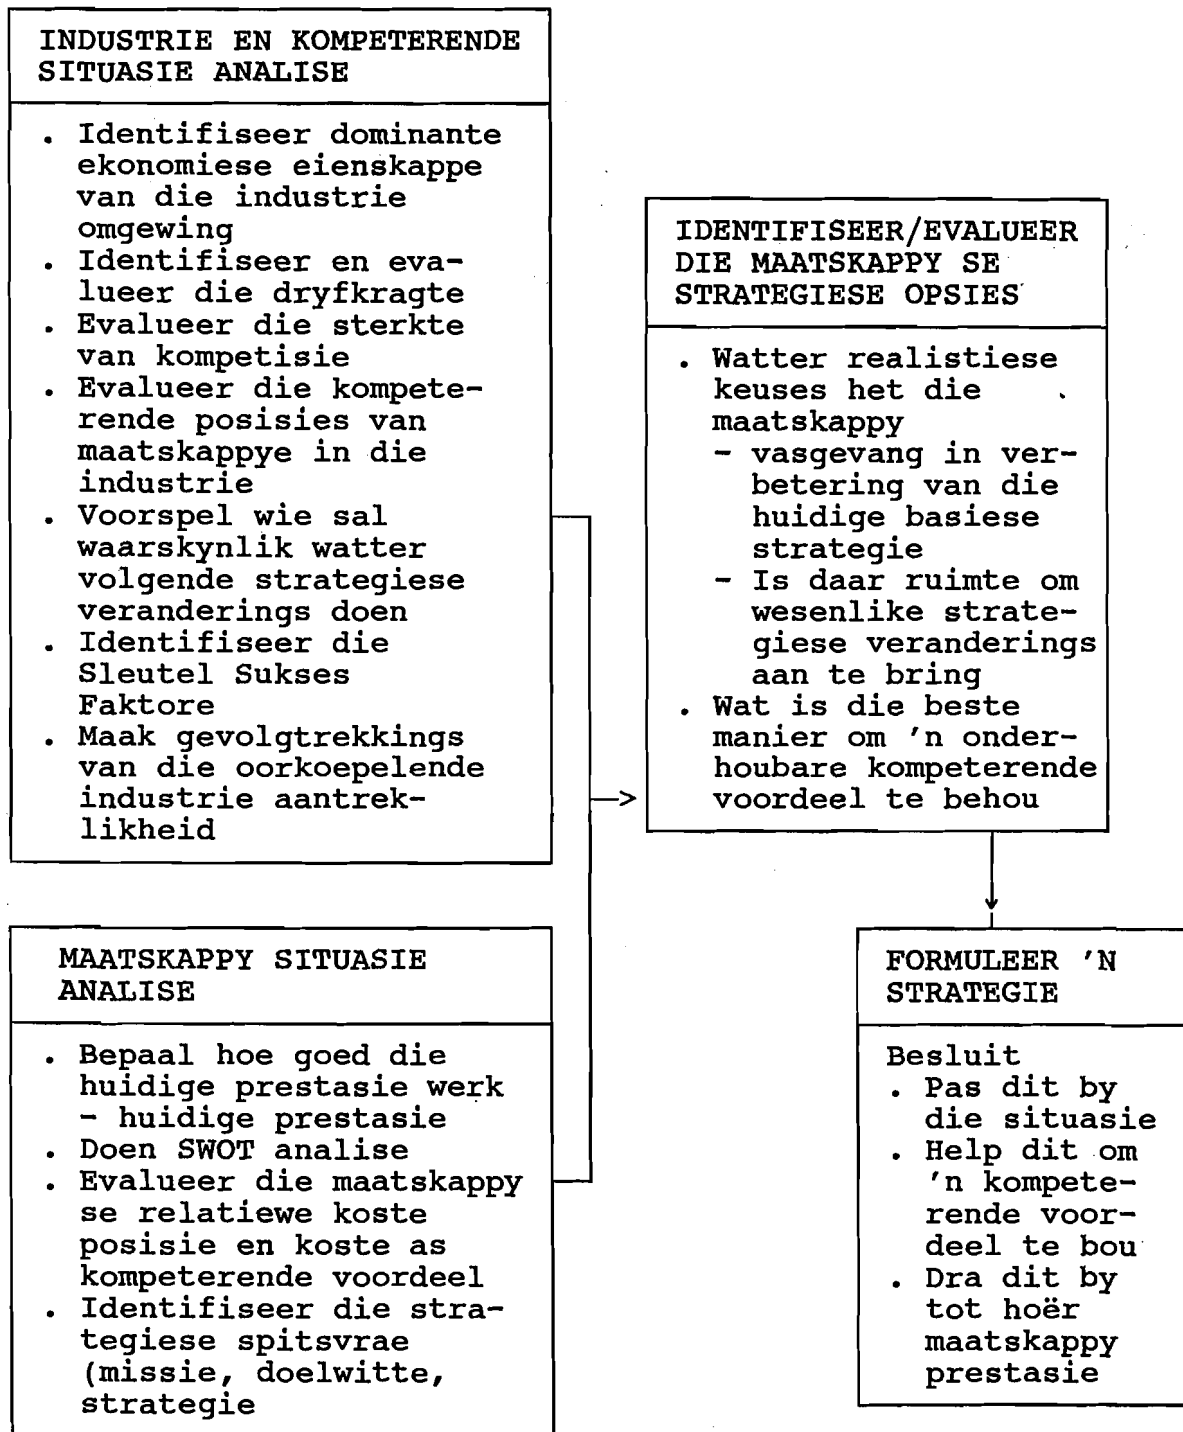 INDUSTRIE EN KOMPETERENDE
SITUASIE ANALISE
. Identifiseer dominante
ekonomiese eienskappe
van die industrie
omgewing
. Identifiseer en eva-
lueer die dryfkragte
. Evalueer die sterkte
van kompetisie
. Evalueer die kompete-
rende posisies van
maatskappye in die
industrie
. Voorspel wie sal
waarskynlik watter
volgende strategiese
veranderings doen
. Identifiseer die
Sleutel Sukses
Faktore
. Maak gevolgtrekkings
van die oorkoepelende
industrie aantrek-
likheid
MAATSKAPPY SITUASIE
ANALISE
. Bepaal hoe goed die
huidige prestasie werk
- huidige prestasie
. Doen SWOT analise
. Evalueer die maatskappy
se relatiewe koste
posisie en koste as
kompeterende voordeel
. Identifiseer die stra-
tegiese spitsvrae
(missie, doelwitte,
strategie
IDENTIFISEER/EVALUEER
DIE MAATSKAPPY SE
STRATEGIESE OPSIES
. Watter realistiese
keuses het die
maatskappy
- vasgevang in ver-
betering van die
huidige basiese
strategie
- Is daar ruimte om
wesenlike strate-
giese veranderings
aan te bring
. Wat is die beste
manier om 'n onder-
houbare kompeterende
voordeel te behou
FORMULEER 'N
STRATEGIE
Besluit
. Pas dit by
die situasie
. Help dit om
'n kompete-
rende voor-
deel te bou
. Dra dit by
tot hoër
maatskappy
prestasie